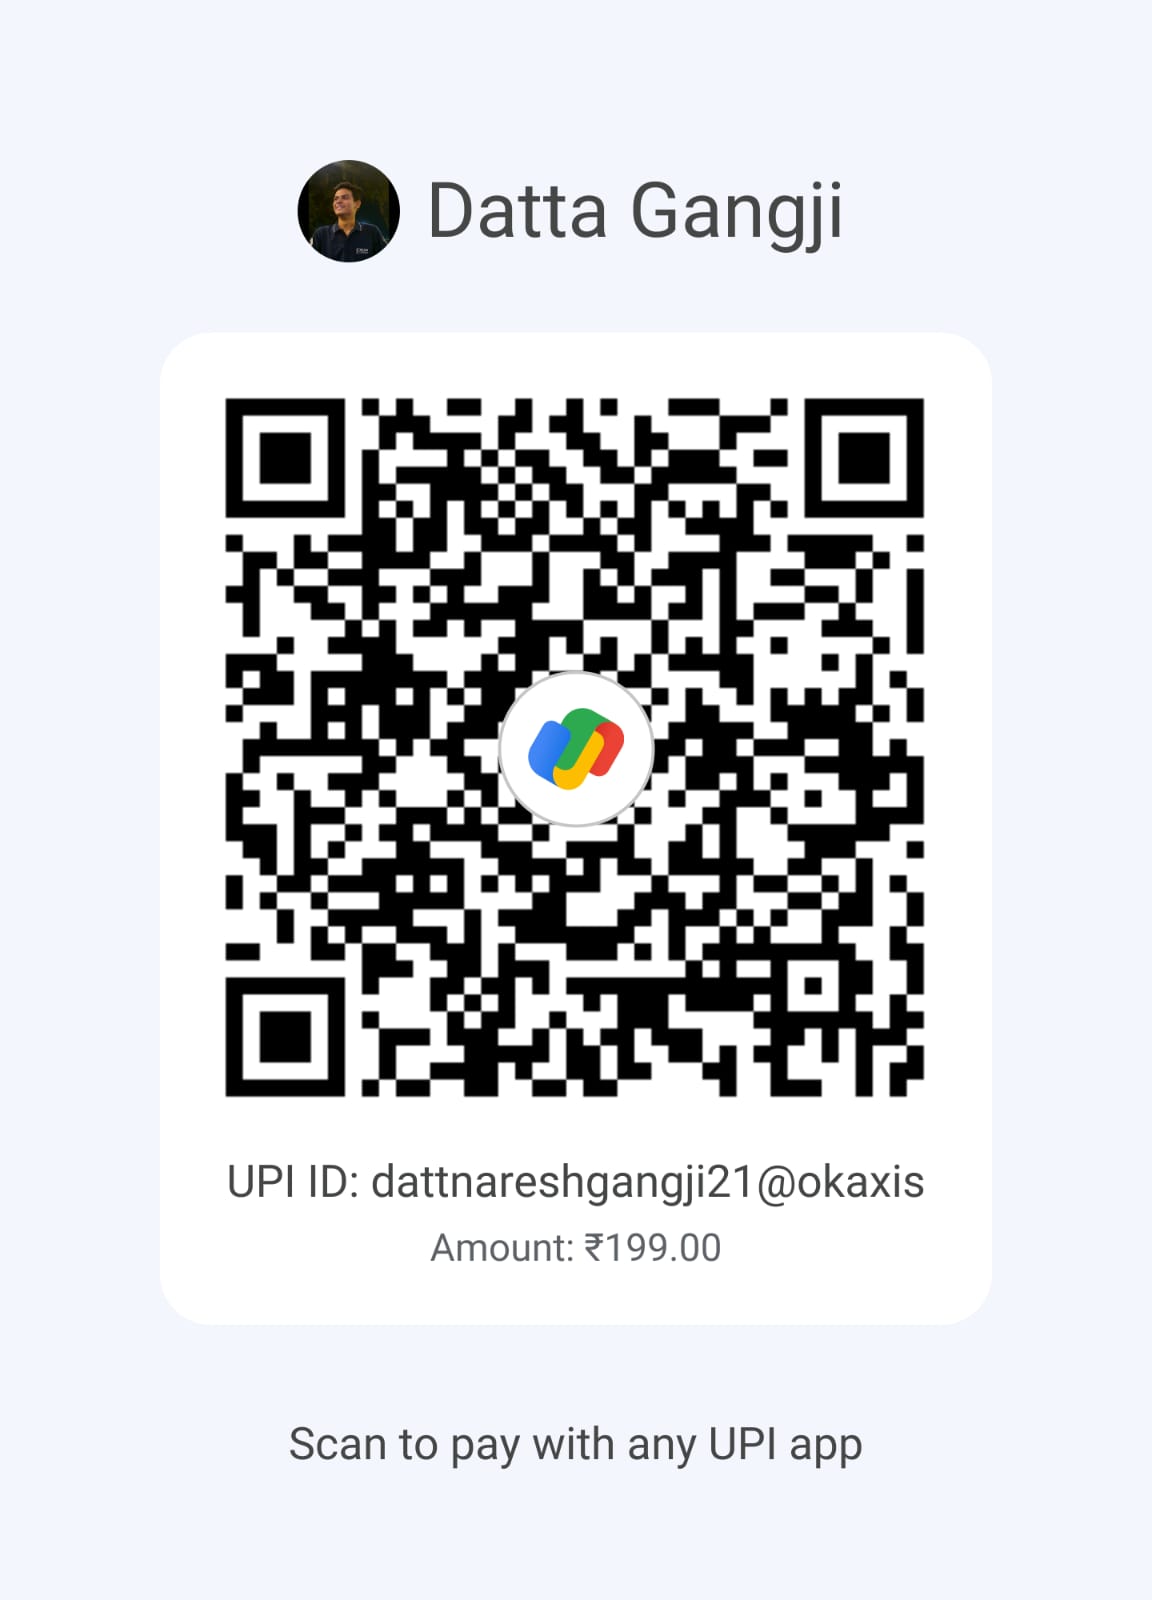 Datta Gangji
UPI ID: dattnareshgangji21@okaxis
Amount: ₹199.00
Scan to pay with any UPI app